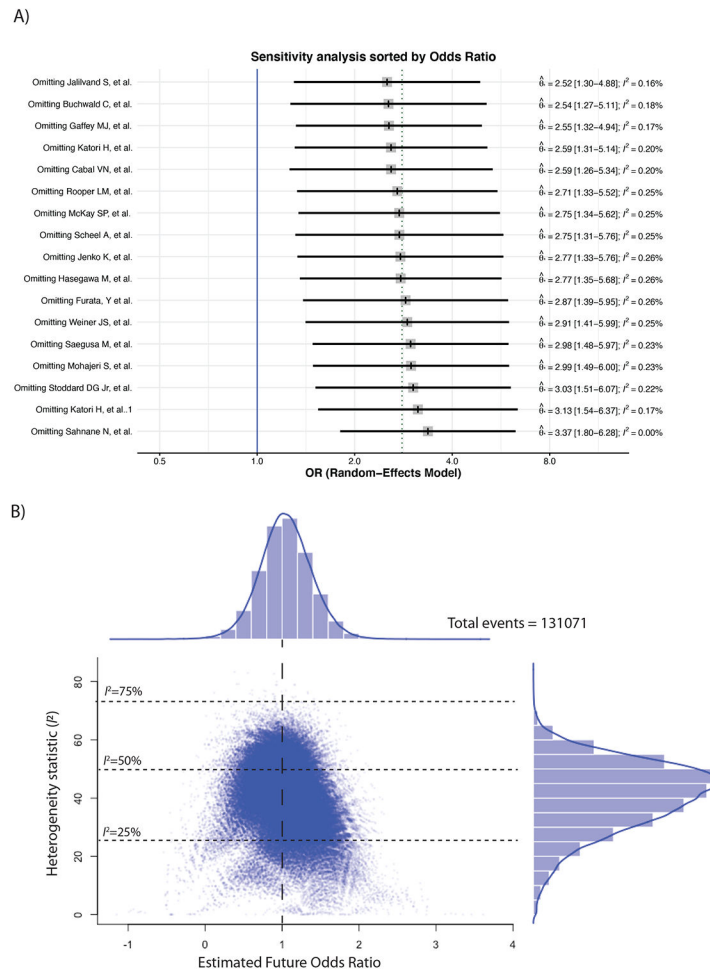 A)
Sensitivity analysis sorted by Odds Ratio
Omitting Jalilvand S, et al. θ̂*= 2.52 [1.30−4.88]; I² = 0.16%
Omitting Buchwald C, et al. θ̂*= 2.54 [1.27−5.11]; I² = 0.18%
Omitting Gaffey MJ, et al. θ̂*= 2.55 [1.32−4.94]; I² = 0.17%
Omitting Katori H, et al. θ̂*= 2.59 [1.31−5.14]; I² = 0.20%
Omitting Cabal VN, et al. θ̂*= 2.59 [1.26−5.34]; I² = 0.20%
Omitting Rooper LM, et al. θ̂*= 2.71 [1.33−5.52]; I² = 0.25%
Omitting McKay SP, et al. θ̂*= 2.75 [1.34−5.62]; I² = 0.25%
Omitting Scheel A, et al. θ̂*= 2.75 [1.31−5.76]; I² = 0.25%
Omitting Jenko K, et al. θ̂*= 2.77 [1.33−5.76]; I² = 0.26%
Omitting Hasegawa M, et al. θ̂*= 2.77 [1.35−5.68]; I² = 0.26%
Omitting Furata, Y et al. θ̂*= 2.87 [1.39−5.95]; I² = 0.26%
Omitting Weiner JS, et al. θ̂*= 2.91 [1.41−5.99]; I² = 0.25%
Omitting Saegusa M, et al. θ̂*= 2.98 [1.48−5.97]; I² = 0.23%
Omitting Mohajeri S, et al. θ̂*= 2.99 [1.49−6.00]; I² = 0.23%
Omitting Stoddard DG Jr, et al. θ̂*= 3.03 [1.51−6.07]; I² = 0.22%
Omitting Katori H, et al..1 θ̂*= 3.13 [1.54−6.37]; I² = 0.17%
Omitting Sahnane N, et al. θ̂*= 3.37 [1.80−6.28]; I² = 0.00%
0.5 1.0 2.0 4.0 8.0
OR (Random−Effects Model)
B)
Total events = 131071
80
I²=75%
60
I²=50%
40
I²=25%
20
0
Heterogeneity statistic (I²)
-1 0 1 2 3 4
Estimated Future Odds Ratio